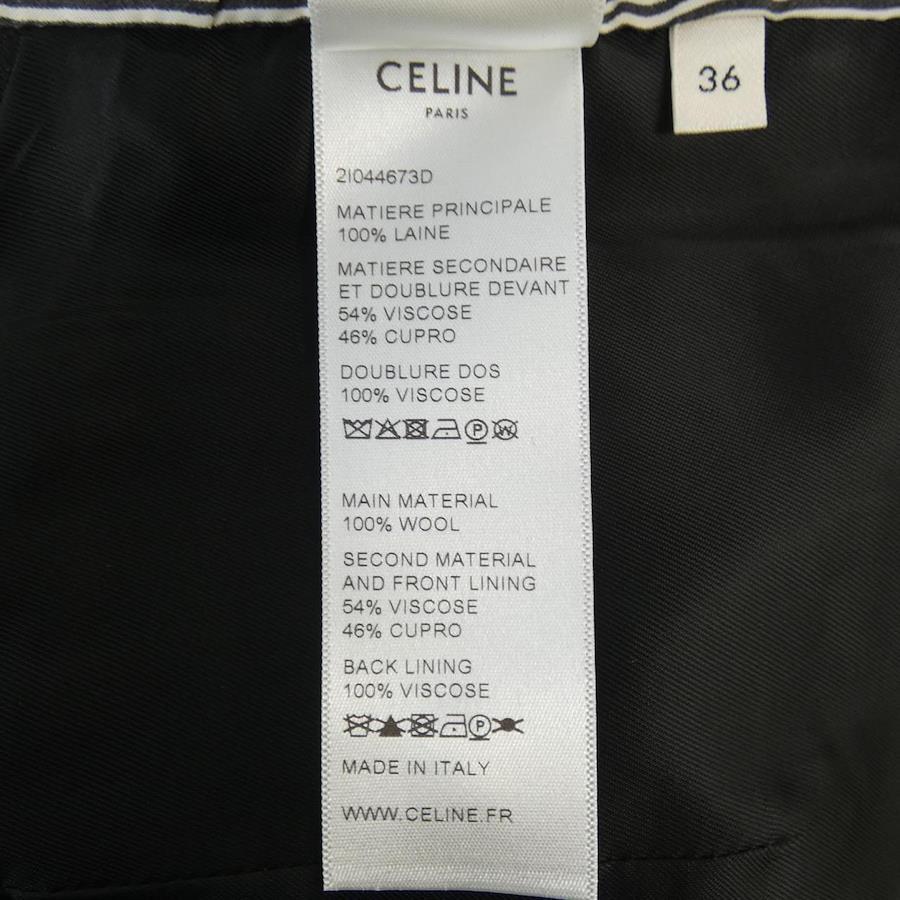 CELINE
PARIS
36
2I044673D
MATIERE PRINCIPALE
100% LAINE
MATIERE SECONDAIRE
ET DOUBLURE DEVANT
54% VISCOSE
46% CUPRO
DOUBLURE DOS
100% VISCOSE
P W
MAIN MATERIAL
100% WOOL
SECOND MATERIAL
AND FRONT LINING
54% VISCOSE
46% CUPRO
BACK LINING
100% VISCOSE
P
MADE IN ITALY
WWW.CELINE.FR